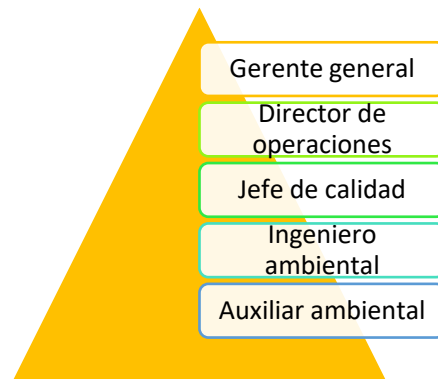 Gerente general
Director de
operaciones
Jefe de calidad
Ingeniero
ambiental
Auxiliar ambiental